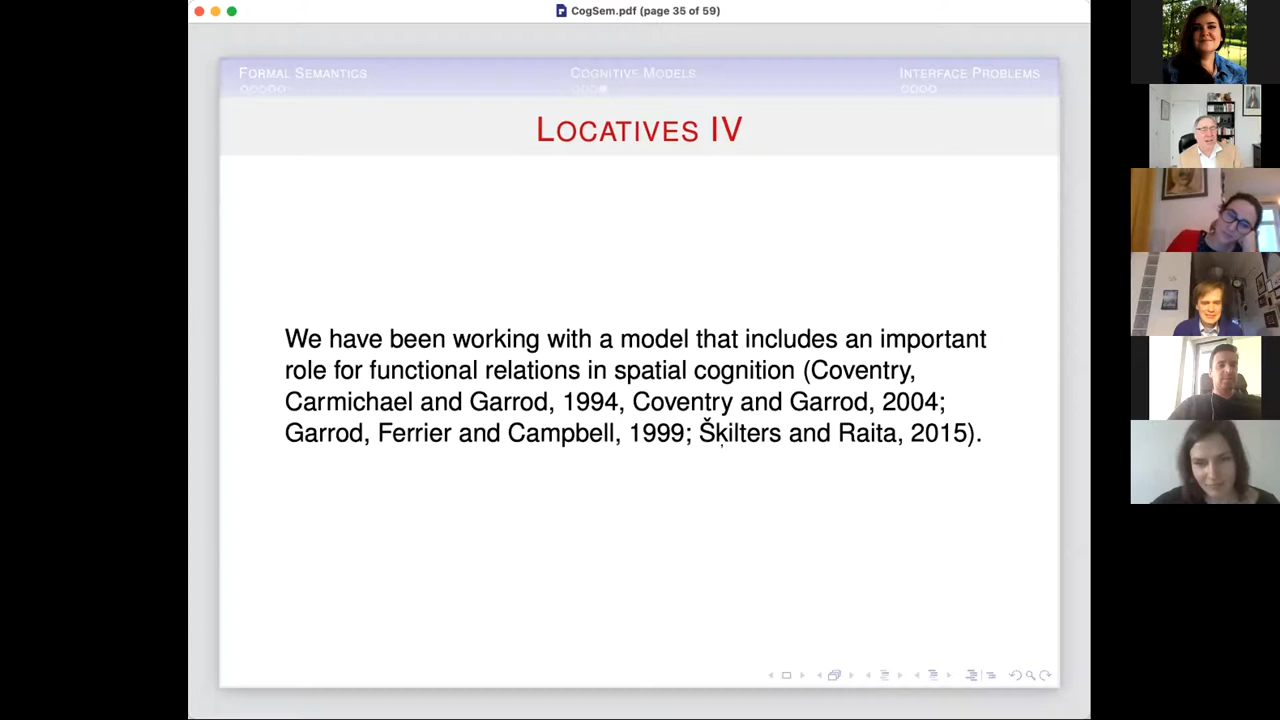 CogSem.pdf (page 35 of 59)
FORMAL SEMANTICS
COGNITIVE MODELS
INTERFACE PROBLEMS
LOCATIVES IV
We have been working with a model that includes an important
role for functional relations in spatial cognition (Coventry,
Carmichael and Garrod, 1994, Coventry and Garrod, 2004;
Garrod, Ferrier and Campbell, 1999; Šķilters and Raita, 2015).